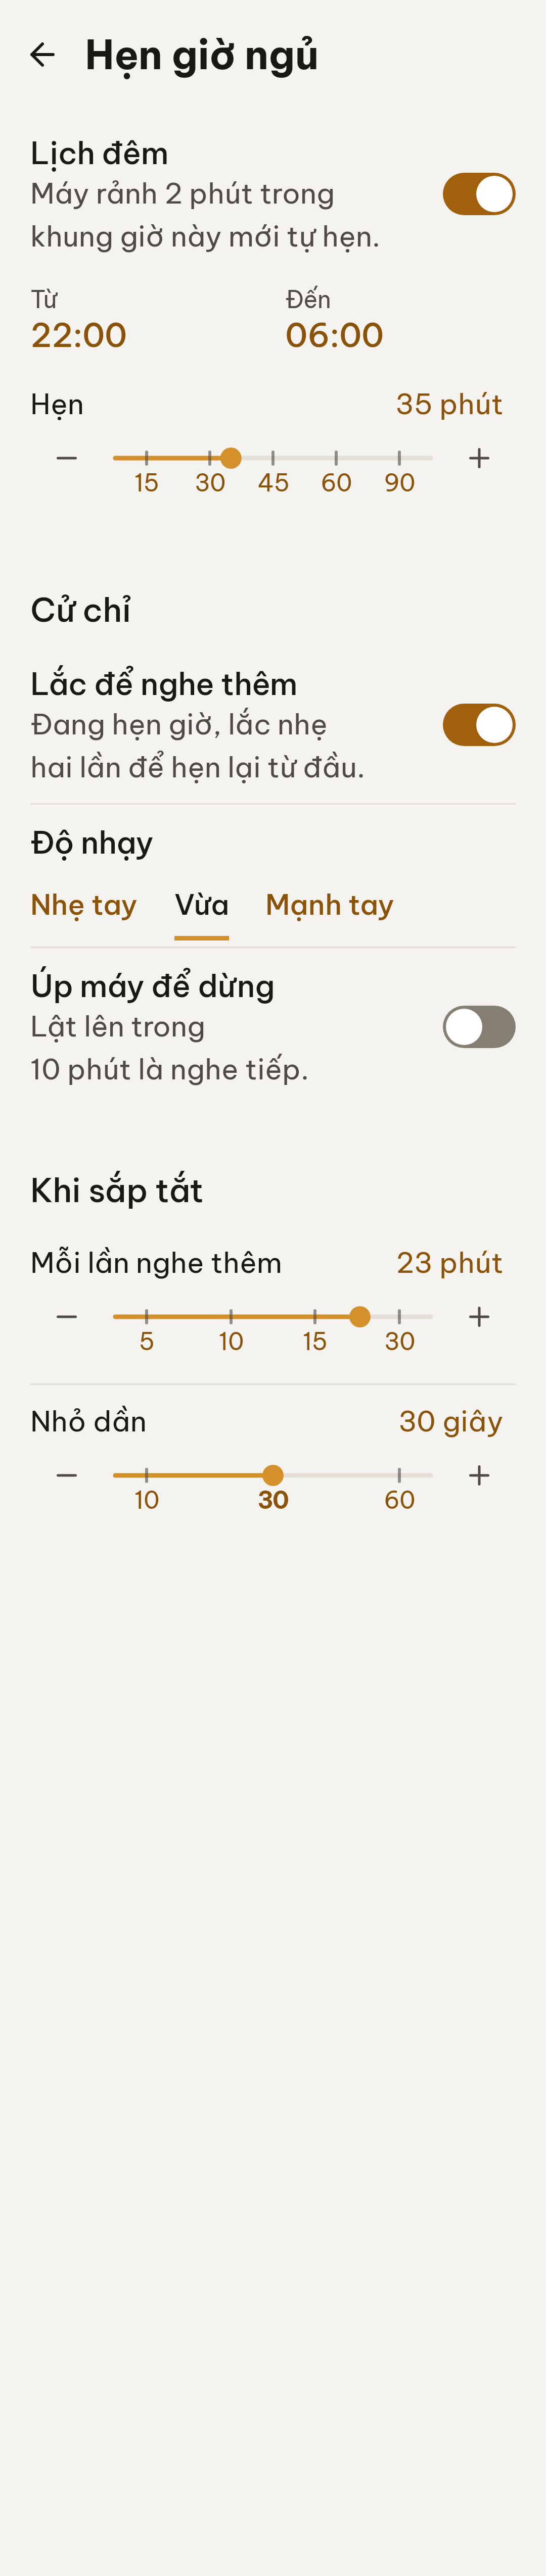 Hẹn giờ ngủ
Lịch đêm
Máy rảnh 2 phút trong
khung giờ này mới tự hẹn.
Từ
Đến
22:00
06:00
Hẹn
35 phút
15 30 45 60 90
Cử chỉ
Lắc để nghe thêm
Đang hẹn giờ, lắc nhẹ
hai lần để hẹn lại từ đầu.
Độ nhạy
Nhẹ tay Vừa Mạnh tay
Úp máy để dừng
Lật lên trong
10 phút là nghe tiếp.
Khi sắp tắt
Mỗi lần nghe thêm
23 phút
5 10 15 30
Nhỏ dần
30 giây
10 30 60